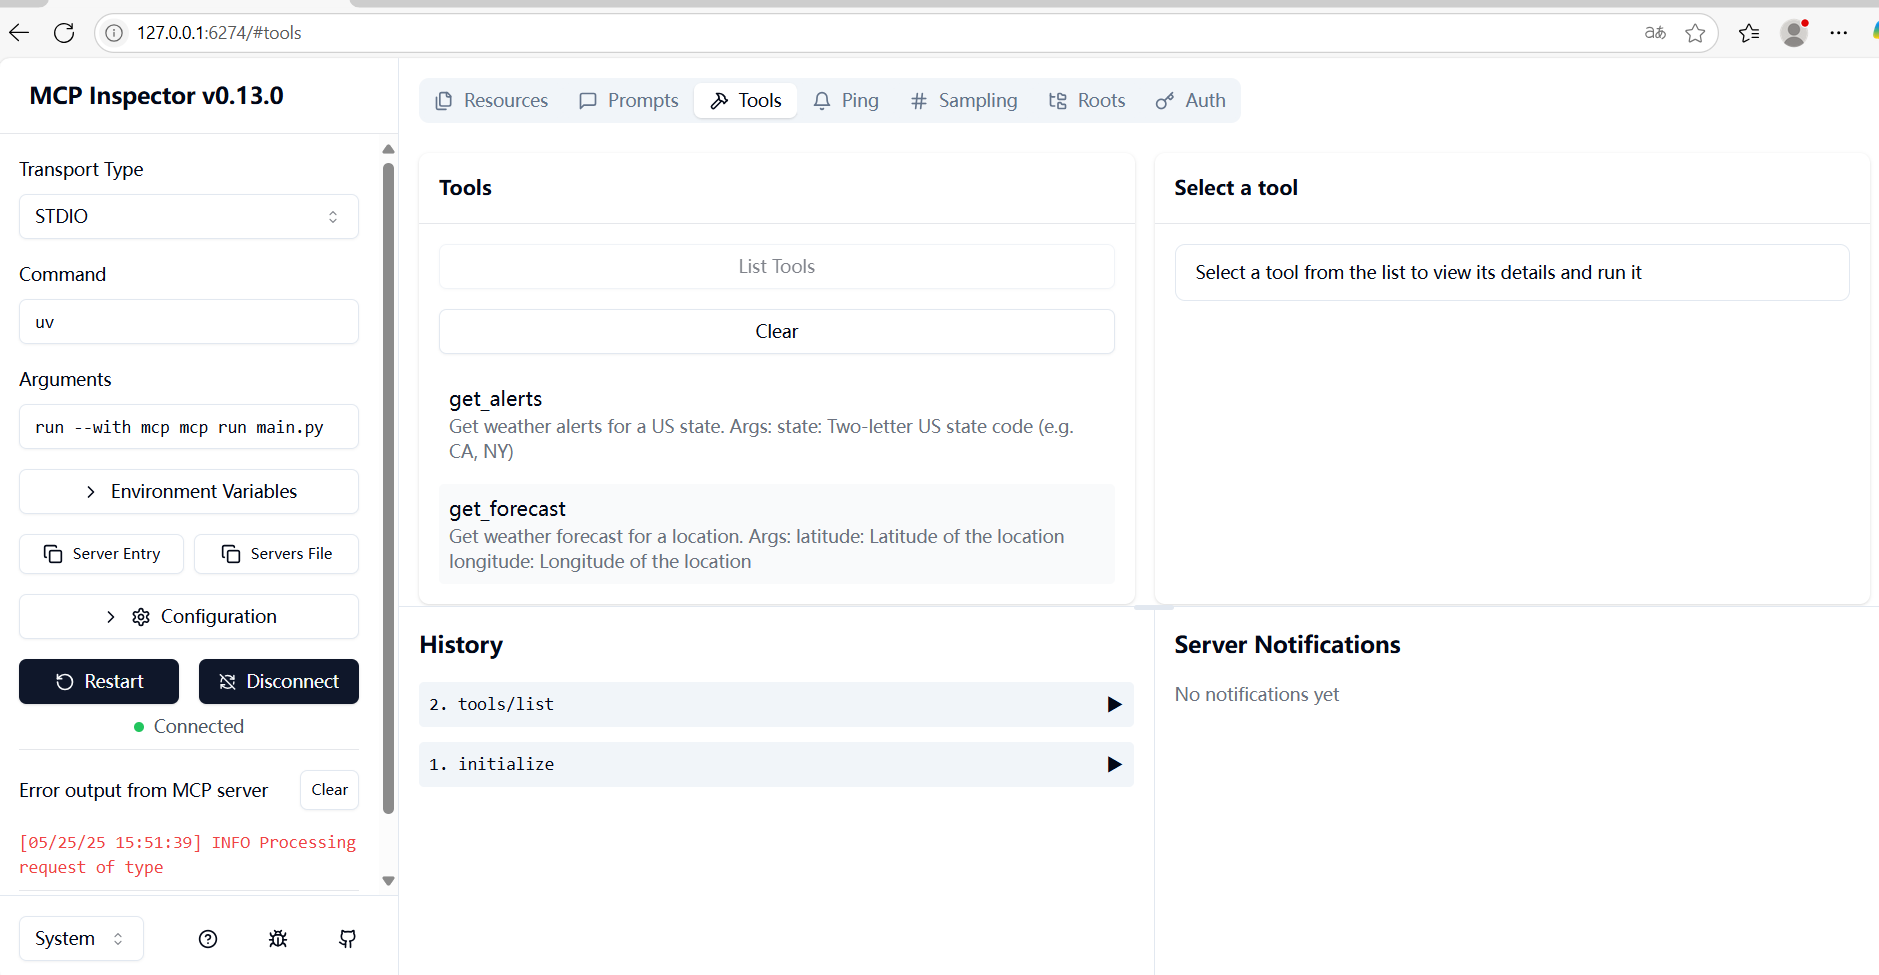 127.0.0.1:6274/#tools
aあ
MCP Inspector v0.13.0
Transport Type
STDIO
Command
uv
Arguments
run --with mcp mcp run main.py
Environment Variables
Server Entry
Servers File
Configuration
Restart
Disconnect
Connected
Error output from MCP server
Clear
[05/25/25 15:51:39] INFO Processing
request of type
System
Resources
Prompts
Tools
Ping
Sampling
Roots
Auth
Tools
List Tools
Clear
get_alerts
Get weather alerts for a US state. Args: state: Two-letter US state code (e.g.
CA, NY)
get_forecast
Get weather forecast for a location. Args: latitude: Latitude of the location
longitude: Longitude of the location
Select a tool
Select a tool from the list to view its details and run it
History
2. tools/list
1. initialize
Server Notifications
No notifications yet